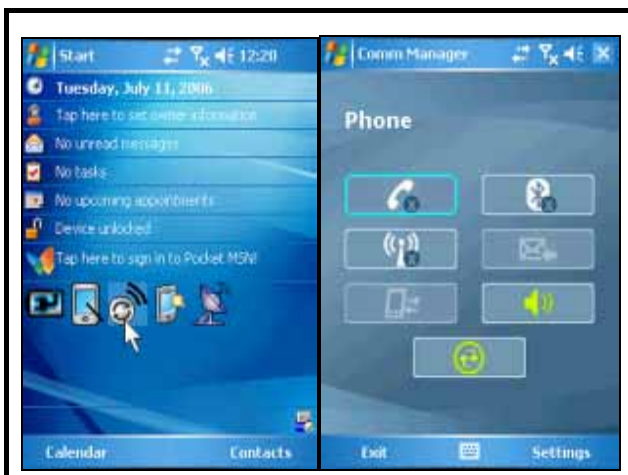 Start 12:20
Tuesday, July 11, 2006
Tap here to set owner information
No unread messages
No tasks
No upcoming appointments
Device unlocked
Tap here to sign in to Pocket MSN!
Calendar Contacts
Comm Manager
Phone
Exit Settings